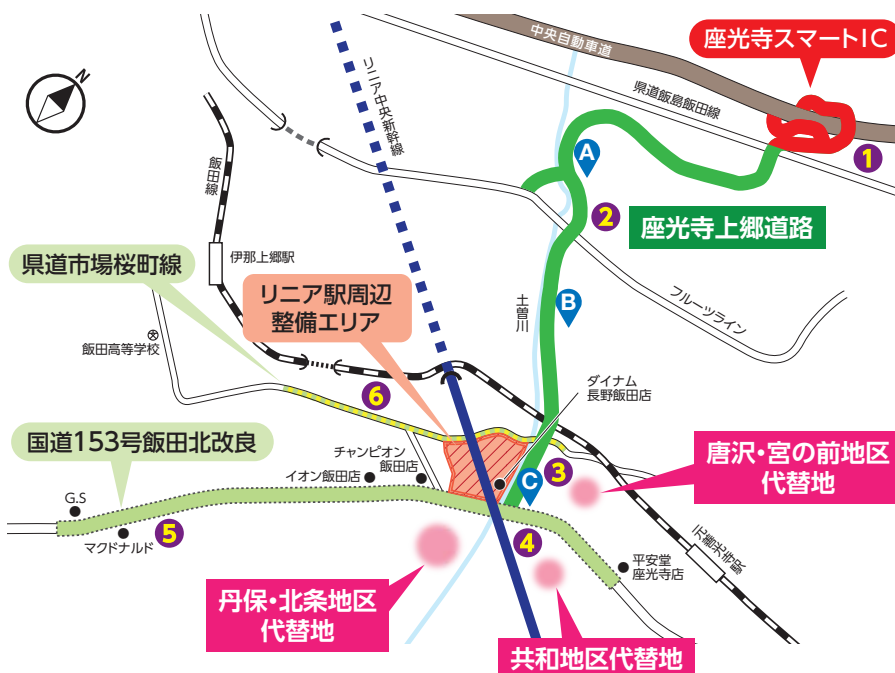 中央自動車道
座光寺スマートIC
N
リニア中央新幹線
県道飯島飯田線
1
A
飯田線
2
座光寺上郷道路
伊那上郷駅
県道市場桜町線
リニア駅周辺
整備エリア
土曽川
B
フルーツライン
飯田高等学校
ダイナム
長野飯田店
6
国道153号飯田北改良
チャンピオン
飯田店
イオン飯田店
C
3
唐沢・宮の前地区
代替地
G.S
5
マクドナルド
4
元善光寺駅
平安堂
座光寺店
丹保・北条地区
代替地
共和地区代替地